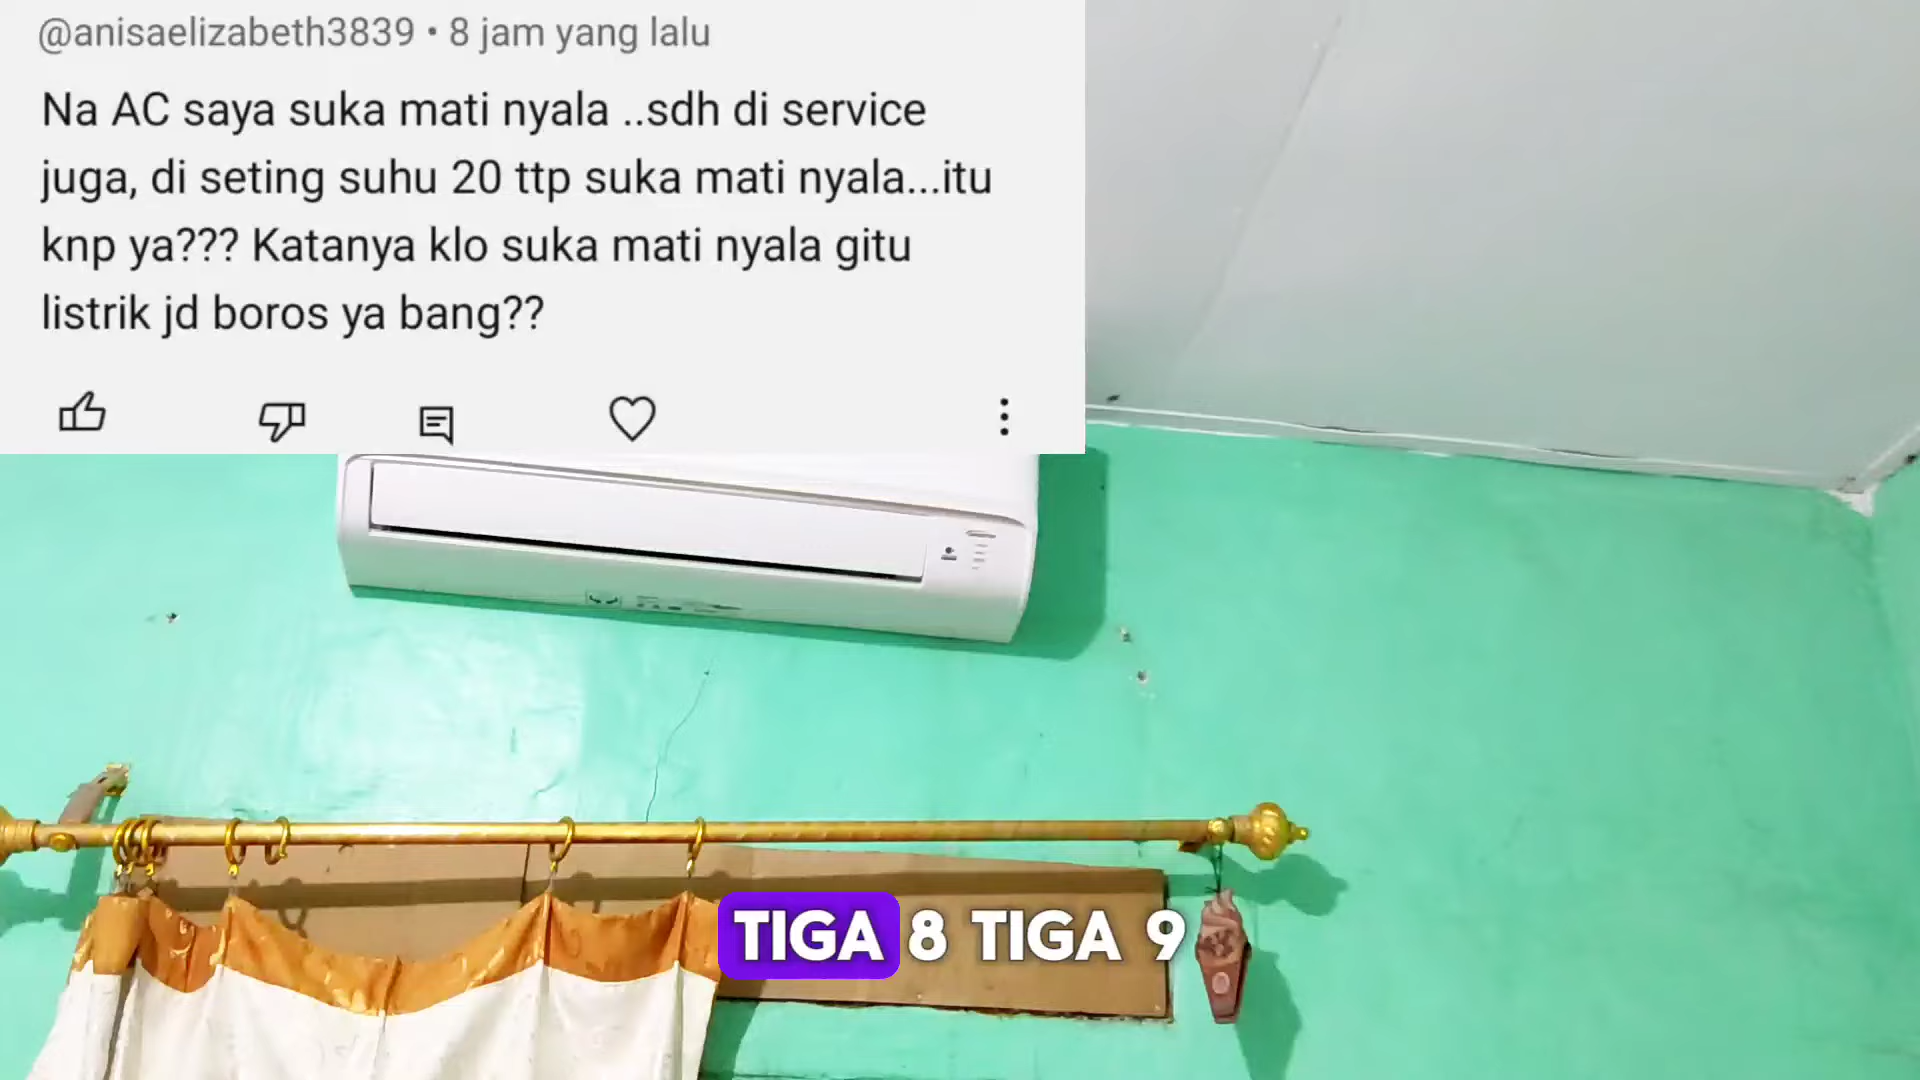 @anisaelizabeth3839 • 8 jam yang lalu
Na AC saya suka mati nyala ..sdh di service
juga, di seting suhu 20 ttp suka mati nyala...itu
knp ya??? Katanya klo suka mati nyala gitu
listrik jd boros ya bang??
TIGA 8 TIGA 9